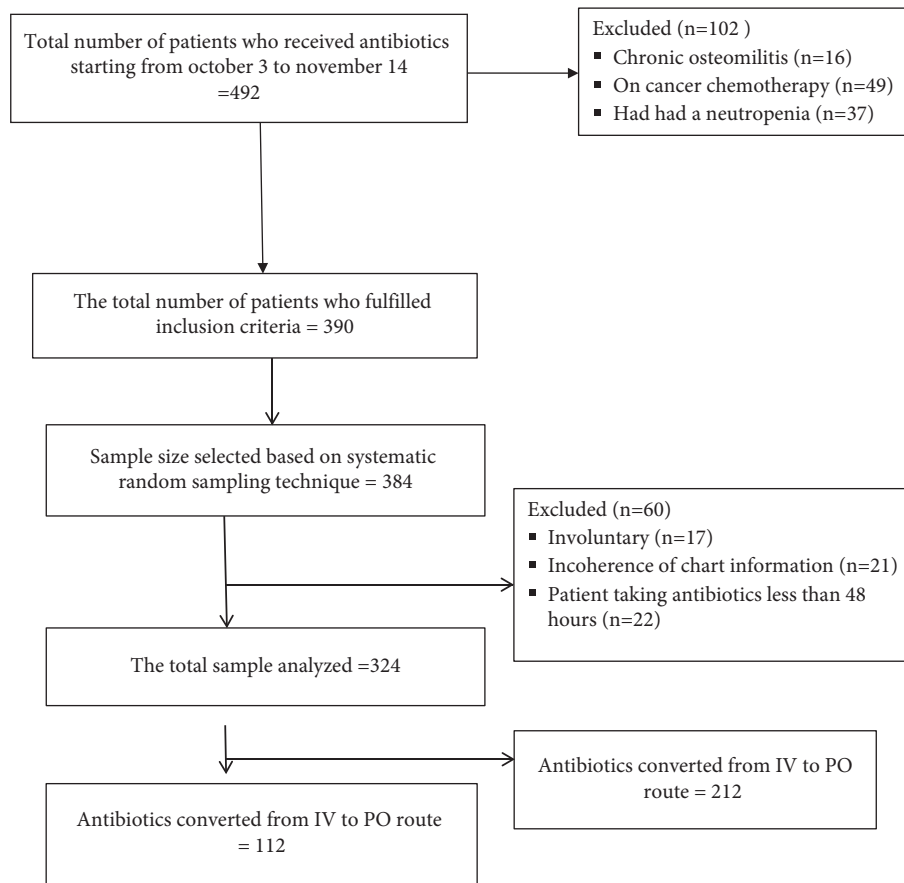 Total number of patients who received antibiotics
starting from october 3 to november 14
=492
Excluded (n=102 )
▪ Chronic osteomilitis (n=16)
▪ On cancer chemotherapy (n=49)
▪ Had had a neutropenia (n=37)
The total number of patients who fulfilled
inclusion criteria = 390
Sample size selected based on systematic
random sampling technique = 384
Excluded (n=60)
▪ Involuntary (n=17)
▪ Incoherence of chart information (n=21)
▪ Patient taking antibiotics less than 48
hours (n=22)
The total sample analyzed =324
Antibiotics converted from IV to PO
route = 212
Antibiotics converted from IV to PO route
= 112